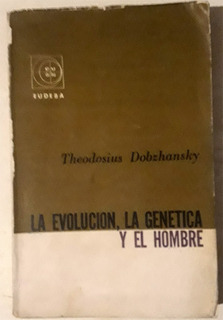 EUDEBA
Theodosius Dobzhansky
LA EVOLUCION, LA GENETICA
Y EL HOMBRE